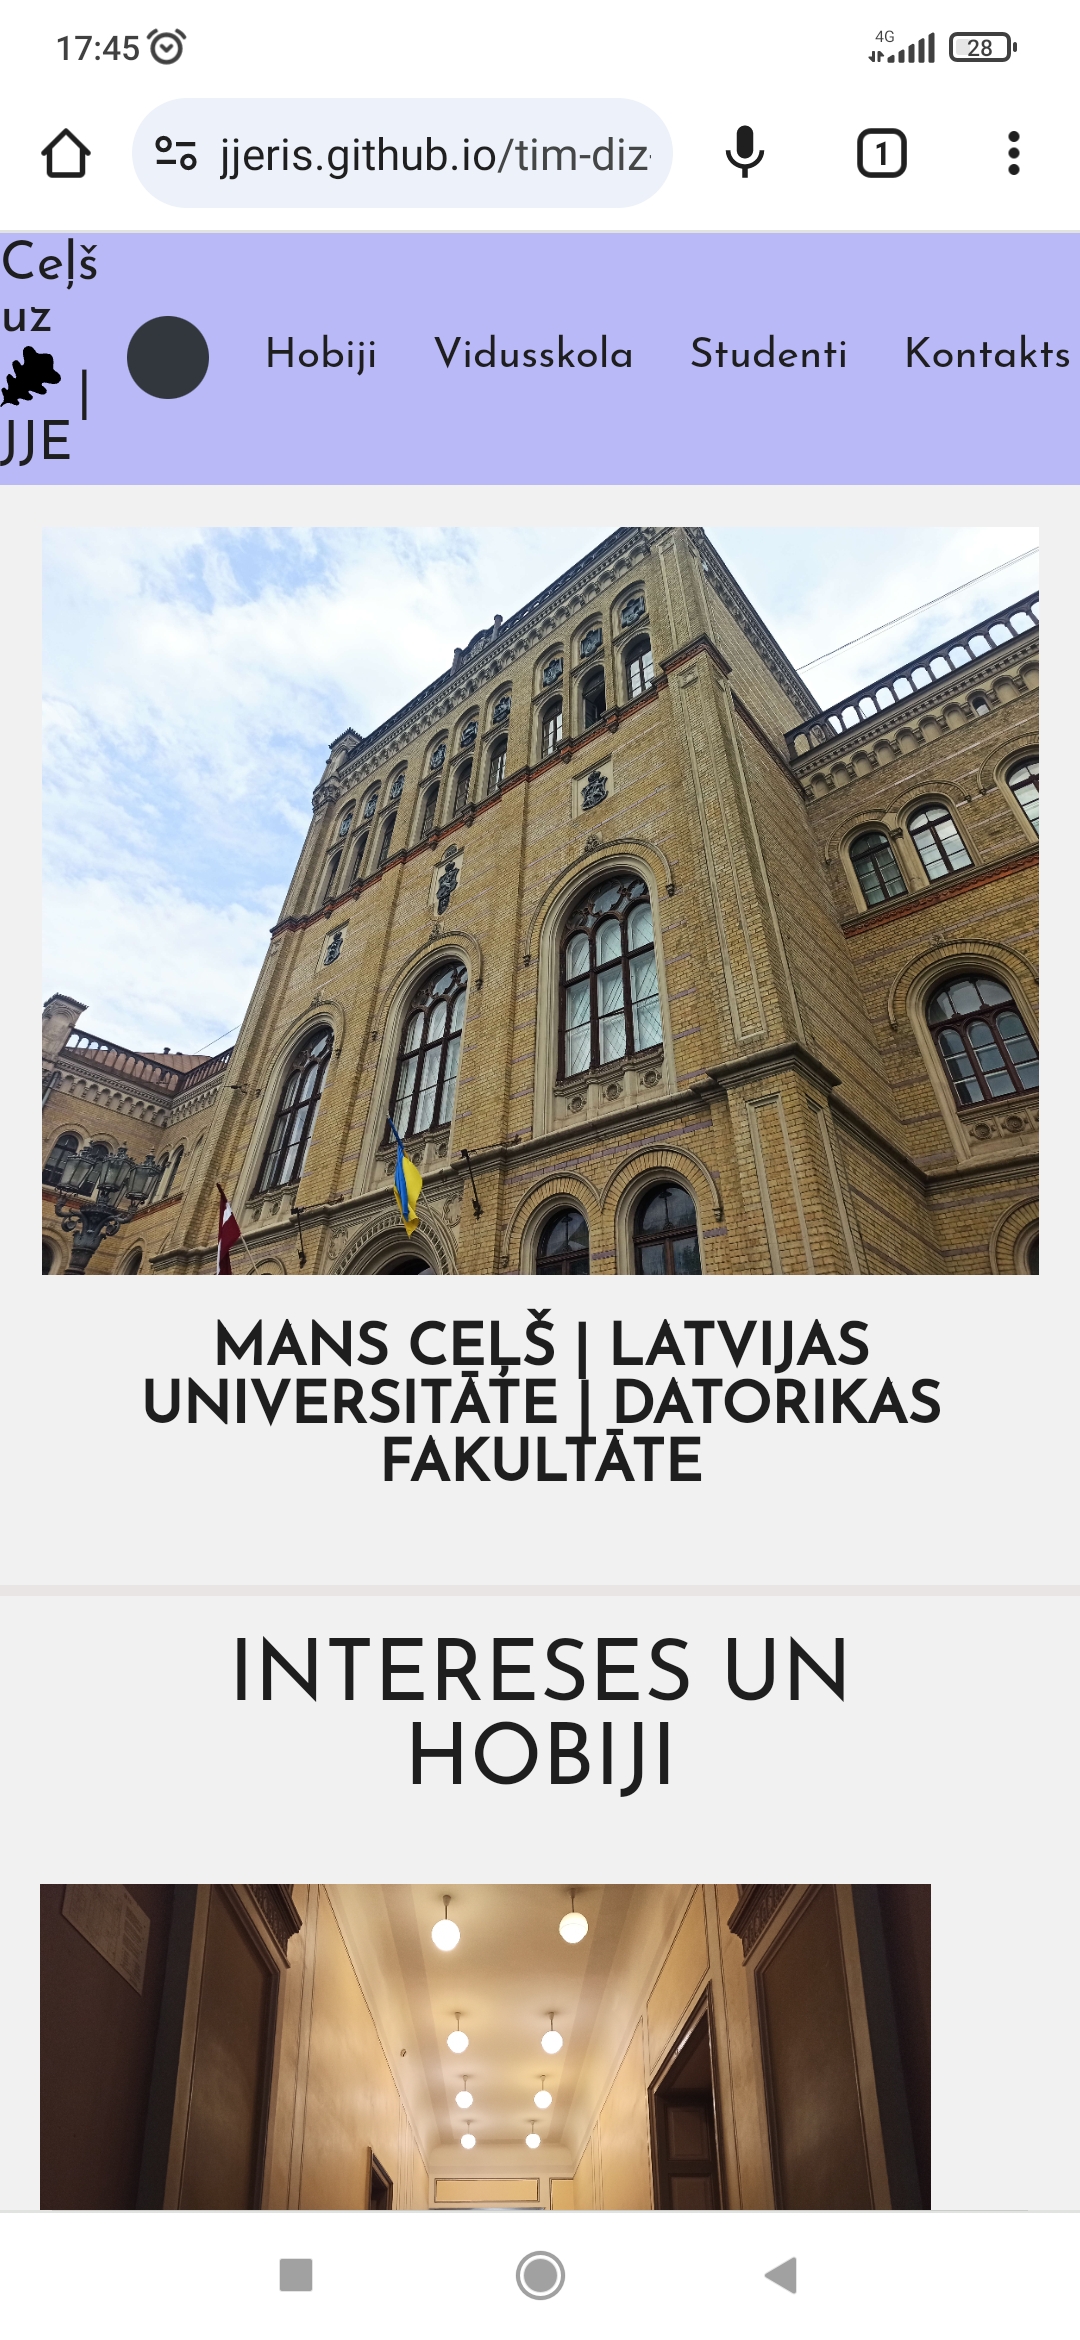 17:45
4G
28
jjeris.github.io/tim-diz
1
Ceļš
uz
|
JJE
Hobiji Vidusskola Studenti Kontakts
MANS CEĻŠ | LATVIJAS
UNIVERSITĀTE | DATORIKAS
FAKULTĀTE
INTERESES UN
HOBIJI